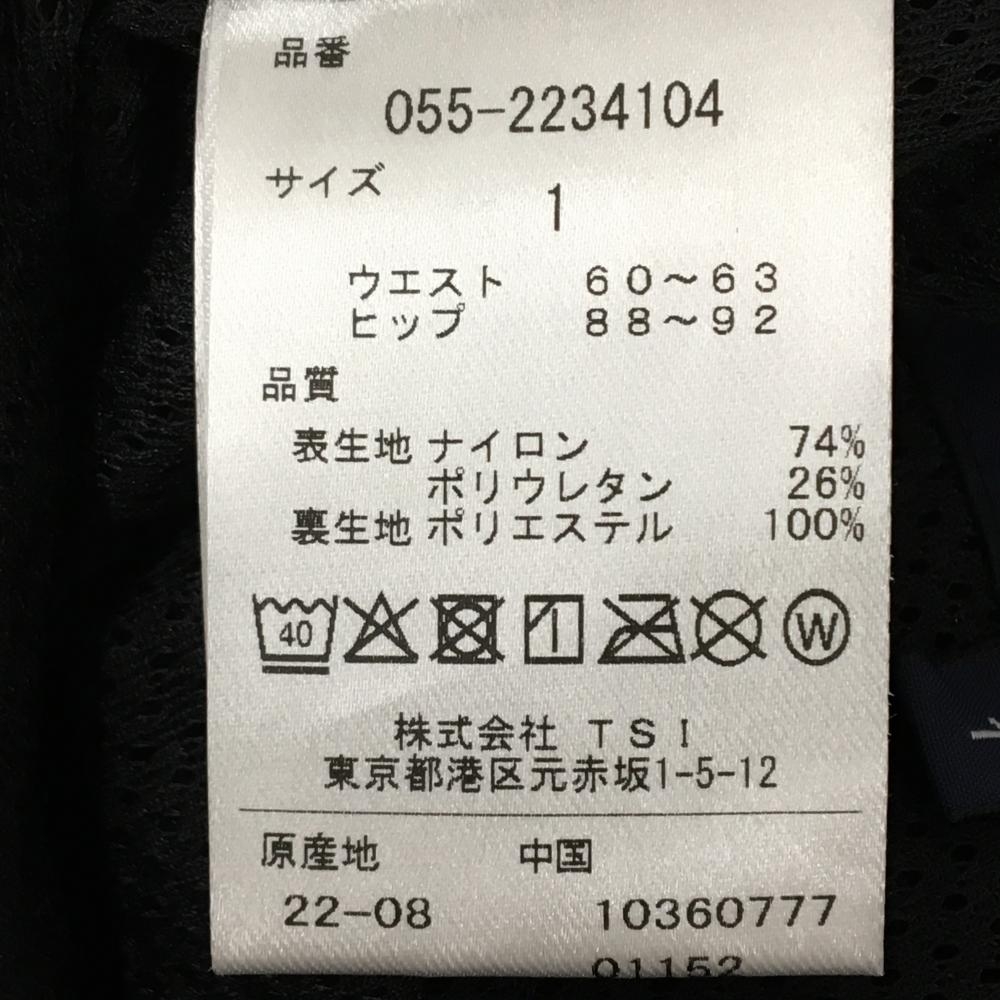 品番
055-2234104
サイズ
1
ウエスト 60～63
ヒップ 88～92
品質
表生地 ナイロン 74%
ポリウレタン 26%
裏生地 ポリエステル 100%
40 W
株式会社 TSI
東京都港区元赤坂1-5-12
原産地 中国
22-08 10360777
01152